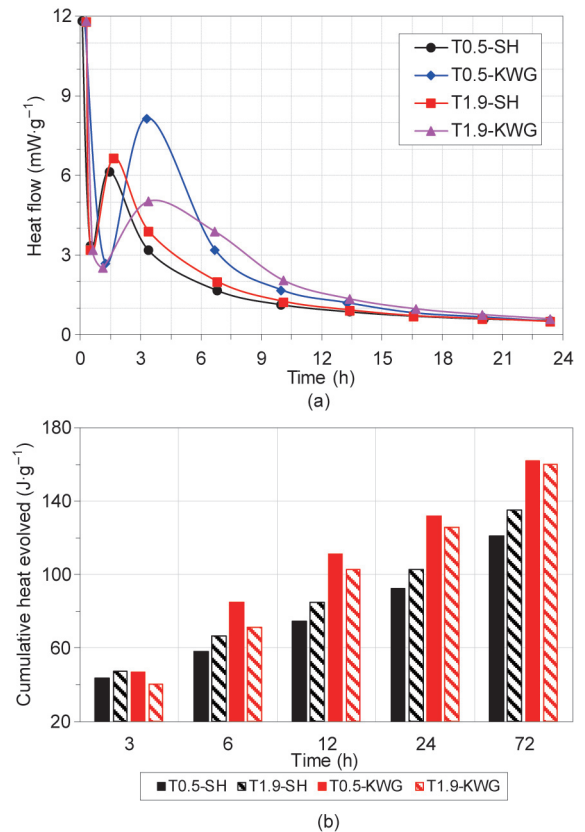 12
9
6
3
0
Heat flow (mW·g⁻¹)
T0.5-SH
T0.5-KWG
T1.9-SH
T1.9-KWG
0 3 6 9 12 15 18 21 24
Time (h)
(a)
180
140
100
60
20
Cumulative heat evolved (J·g⁻¹)
3 6 12 24 72
Time (h)
T0.5-SH T1.9-SH T0.5-KWG T1.9-KWG
(b)